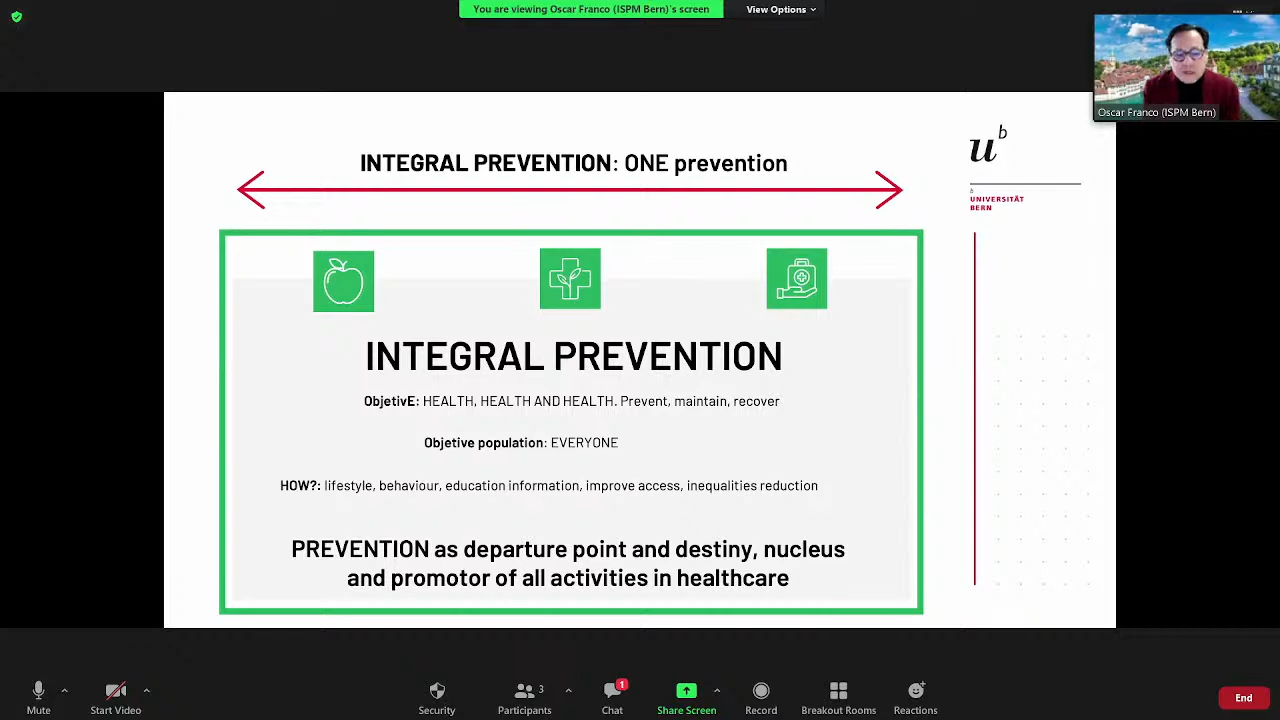 You are viewing Oscar Franco (ISPM Bern)'s screen
View Options
Oscar Franco (ISPM Bern)
INTEGRAL PREVENTION: ONE prevention
u b
b
UNIVERSITÄT
BERN
INTEGRAL PREVENTION
ObjetivE: HEALTH, HEALTH AND HEALTH. Prevent, maintain, recover
Objetive population: EVERYONE
HOW?: lifestyle, behaviour, education information, improve access, inequalities reduction
PREVENTION as departure point and destiny, nucleus
and promotor of all activities in healthcare
Mute
Start Video
Security
3
Participants
1
Chat
Share Screen
Record
Breakout Rooms
Reactions
End